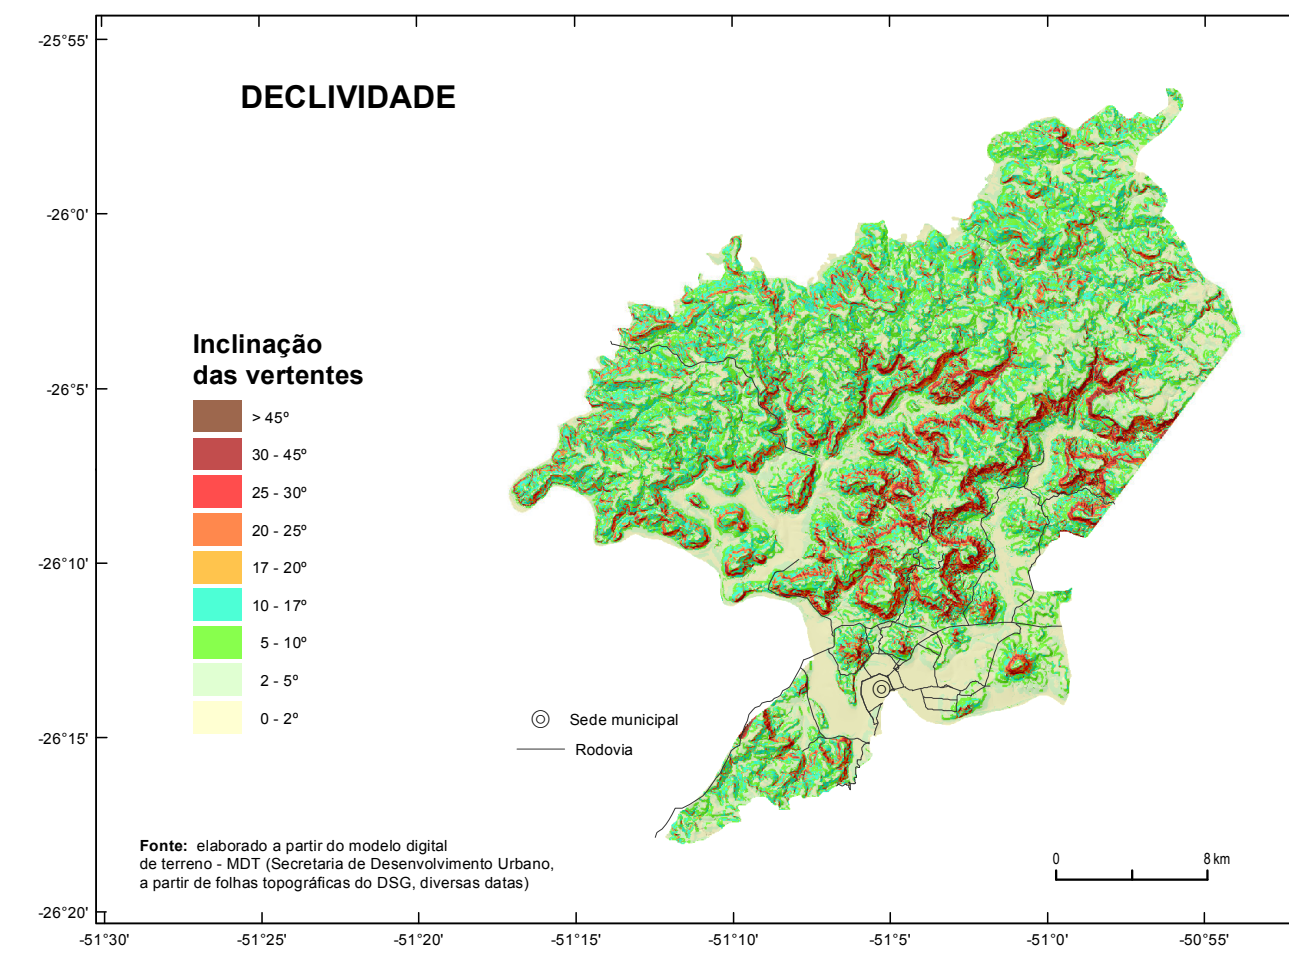 DECLIVIDADE
-25°55'
-26°0'
-26°5'
-26°10'
-26°15'
-26°20'
Inclinação
das vertentes
> 45º
30 - 45º
25 - 30º
20 - 25º
17 - 20º
10 - 17º
5 - 10º
2 - 5º
0 - 2º
Sede municipal
Rodovia
Fonte: elaborado a partir do modelo digital
de terreno - MDT (Secretaria de Desenvolvimento Urbano,
a partir de folhas topográficas do DSG, diversas datas)
0 8 km
-51°30' -51°25' -51°20' -51°15' -51°10' -51°5' -51°0' -50°55'